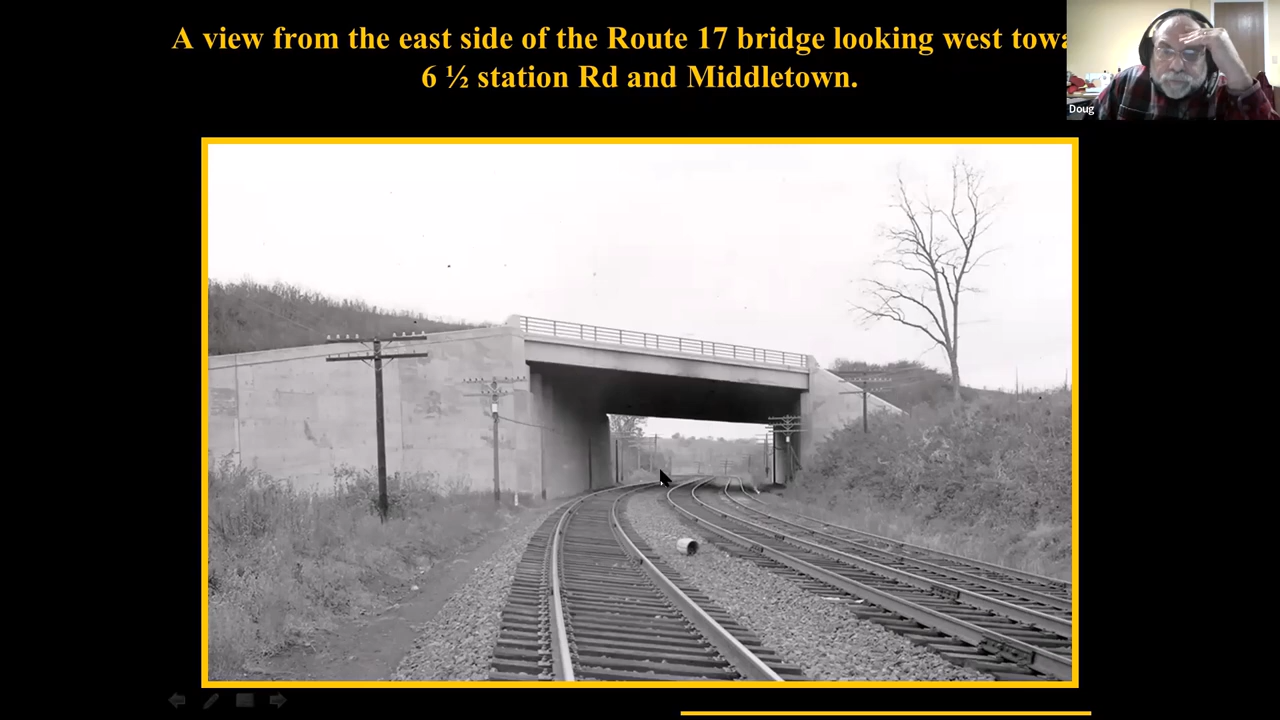 A view from the east side of the Route 17 bridge looking west
6 ½ station Rd and Middletown.
Doug